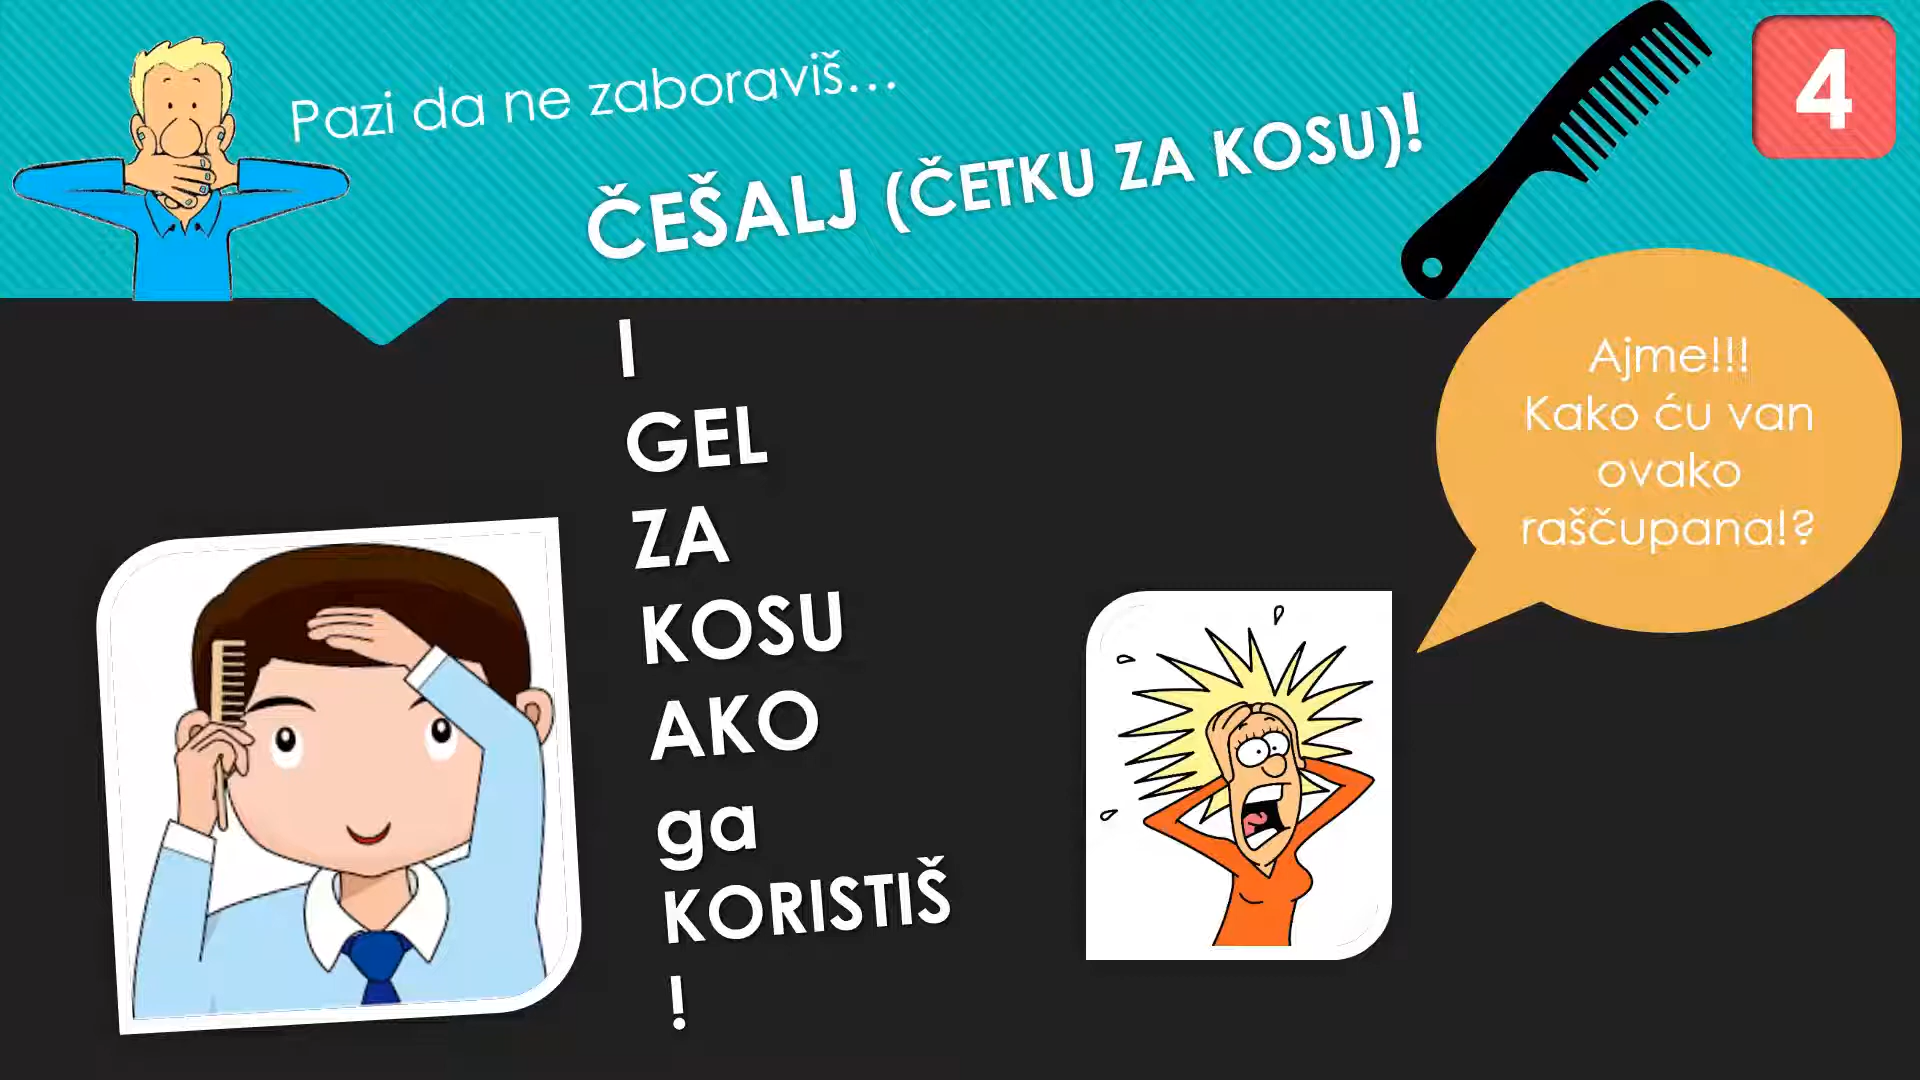 Pazi da ne zaboraviš...
ČEŠALJ (ČETKU ZA KOSU)!
4
I
GEL
ZA
KOSU
AKO
ga
KORISTIŠ
!
Ajme!!!
Kako ću van
ovako
raščupana!?